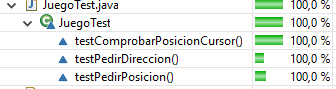 JuegoTest.java 100,0 %
JuegoTest 100,0 %
testComprobarPosicionCursor() 100,0 %
testPedirDireccion() 100,0 %
testPedirPosicion() 100,0 %